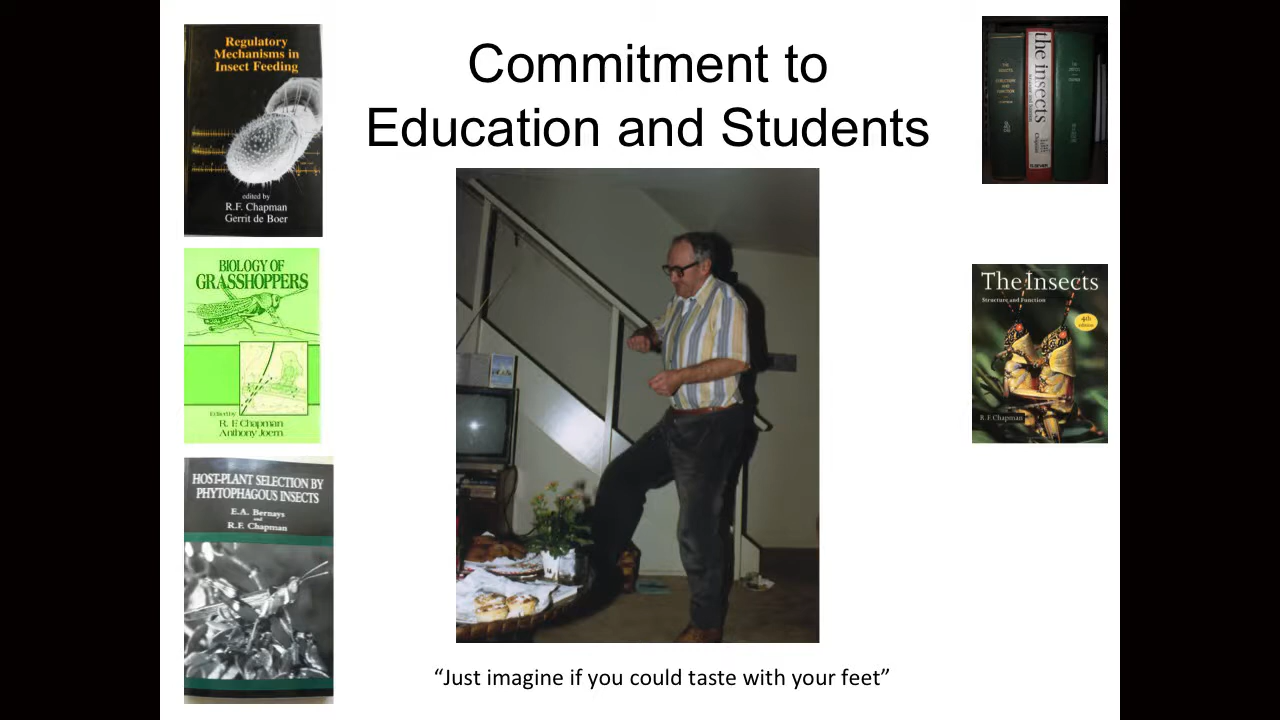 Commitment to
Education and Students
Regulatory
Mechanisms in
Insect Feeding
edited by
R.F. Chapman
Gerrit de Boer
BIOLOGY OF
GRASSHOPPERS
Edited by
R. F. Chapman
Anthony Joern
HOST-PLANT SELECTION BY
PHYTOPHAGOUS INSECTS
E.A. Bernays
and
R.F. Chapman
the insects
Chapman
The Insects
Structure and Function
4th
edition
R.F. Chapman
“Just imagine if you could taste with your feet”